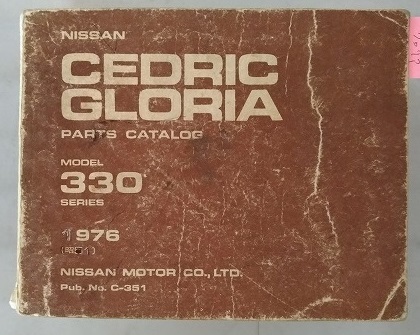 NISSAN
CEDRIC
GLORIA
PARTS CATALOG
MODEL
330
SERIES
1976
NISSAN MOTOR CO., LTD.
Pub. No. C-351